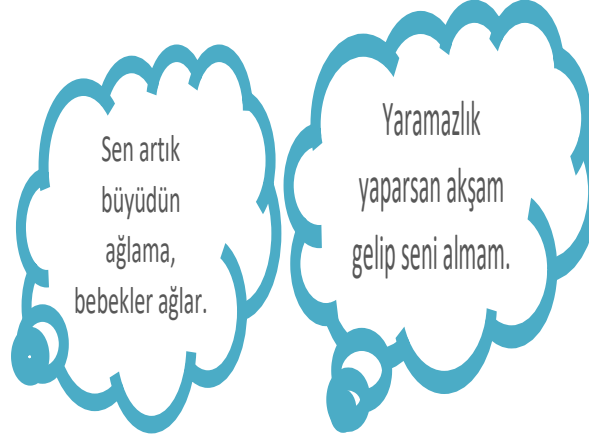 Sen artık
büyüdün
ağlama,
bebekler ağlar.
Yaramazlık
yaparsan akşam
gelip seni almam.